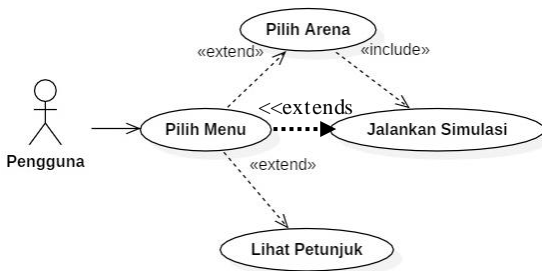 Pilih Arena
«extend»
«include»
<<extends
Pilih Menu
Jalankan Simulasi
Pengguna
«extend»
Lihat Petunjuk